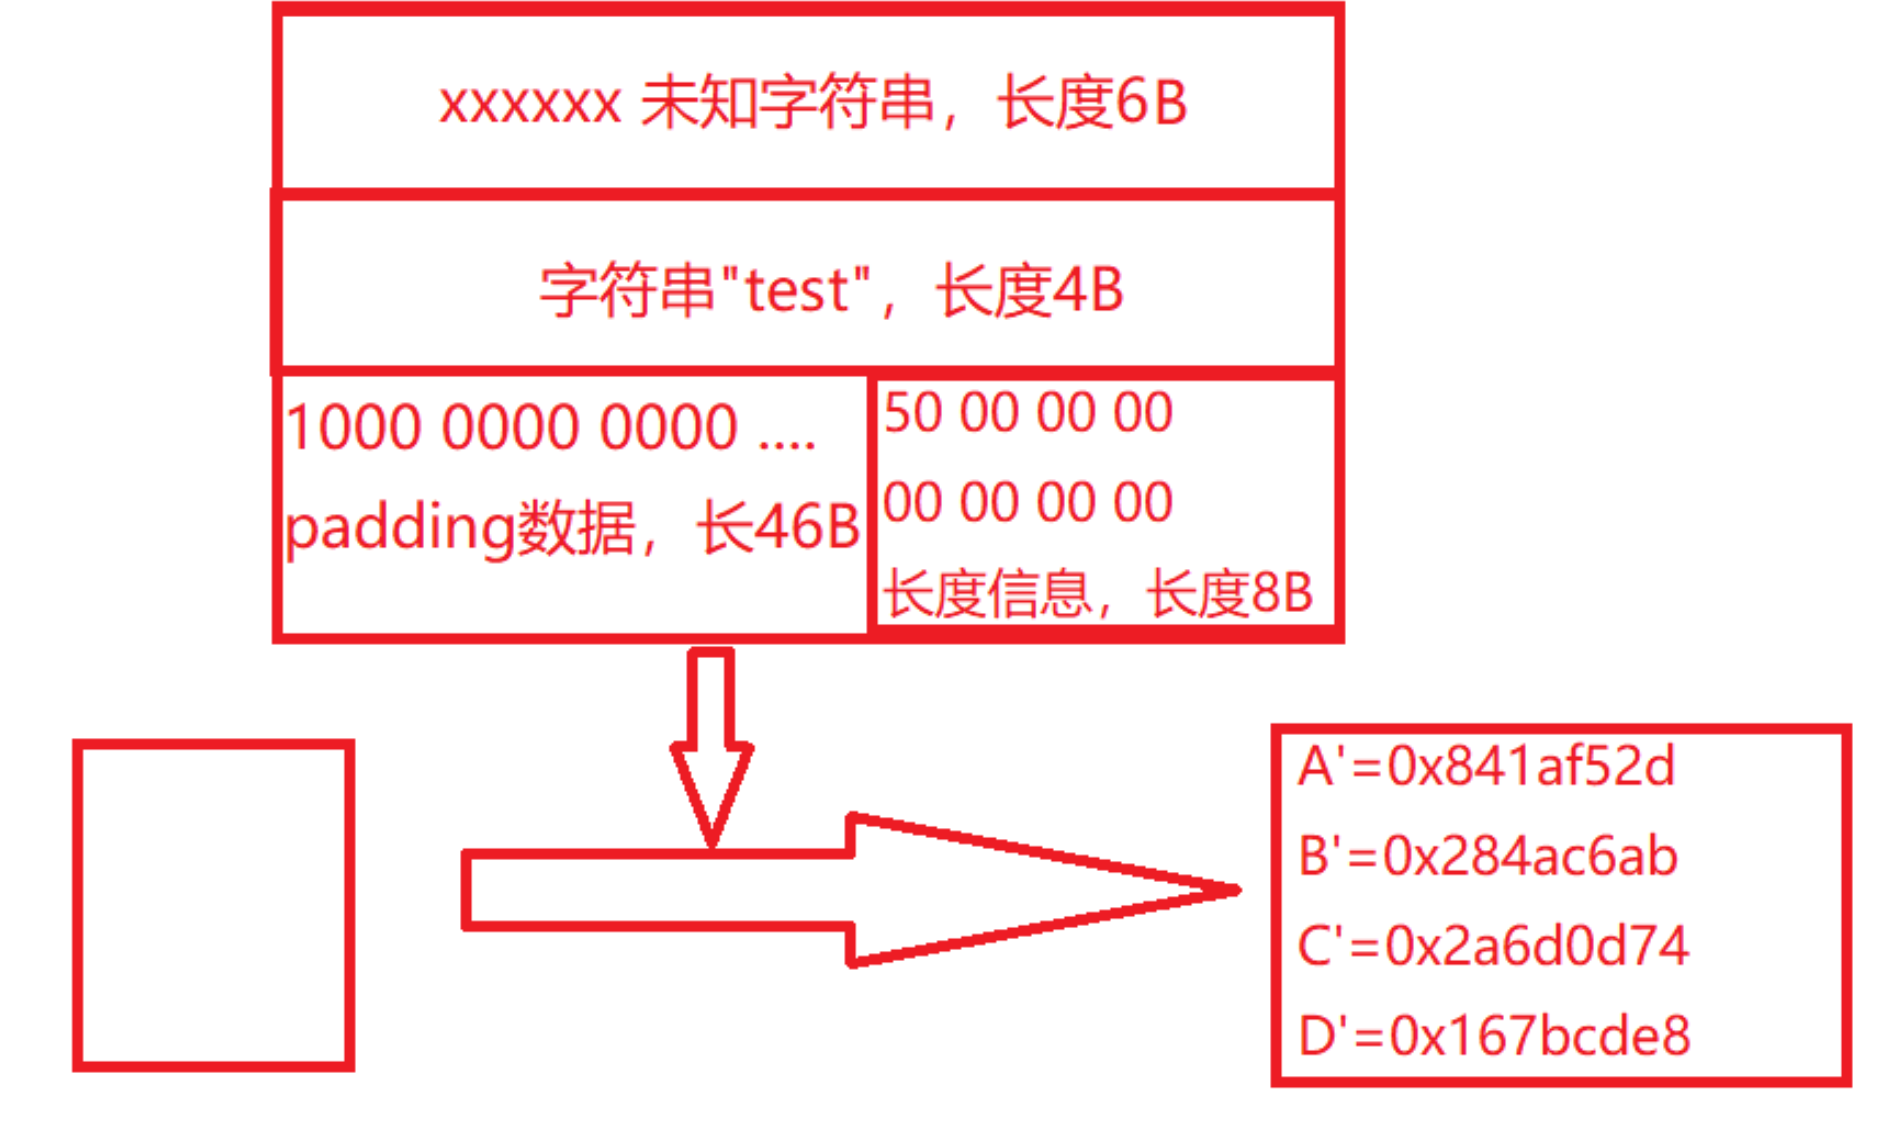 xxxxxx 未知字符串，长度6B
字符串"test"，长度4B
1000 0000 0000 ....
padding数据，长46B
50 00 00 00
00 00 00 00
长度信息，长度8B
A'=0x841af52d
B'=0x284ac6ab
C'=0x2a6d0d74
D'=0x167bcde8